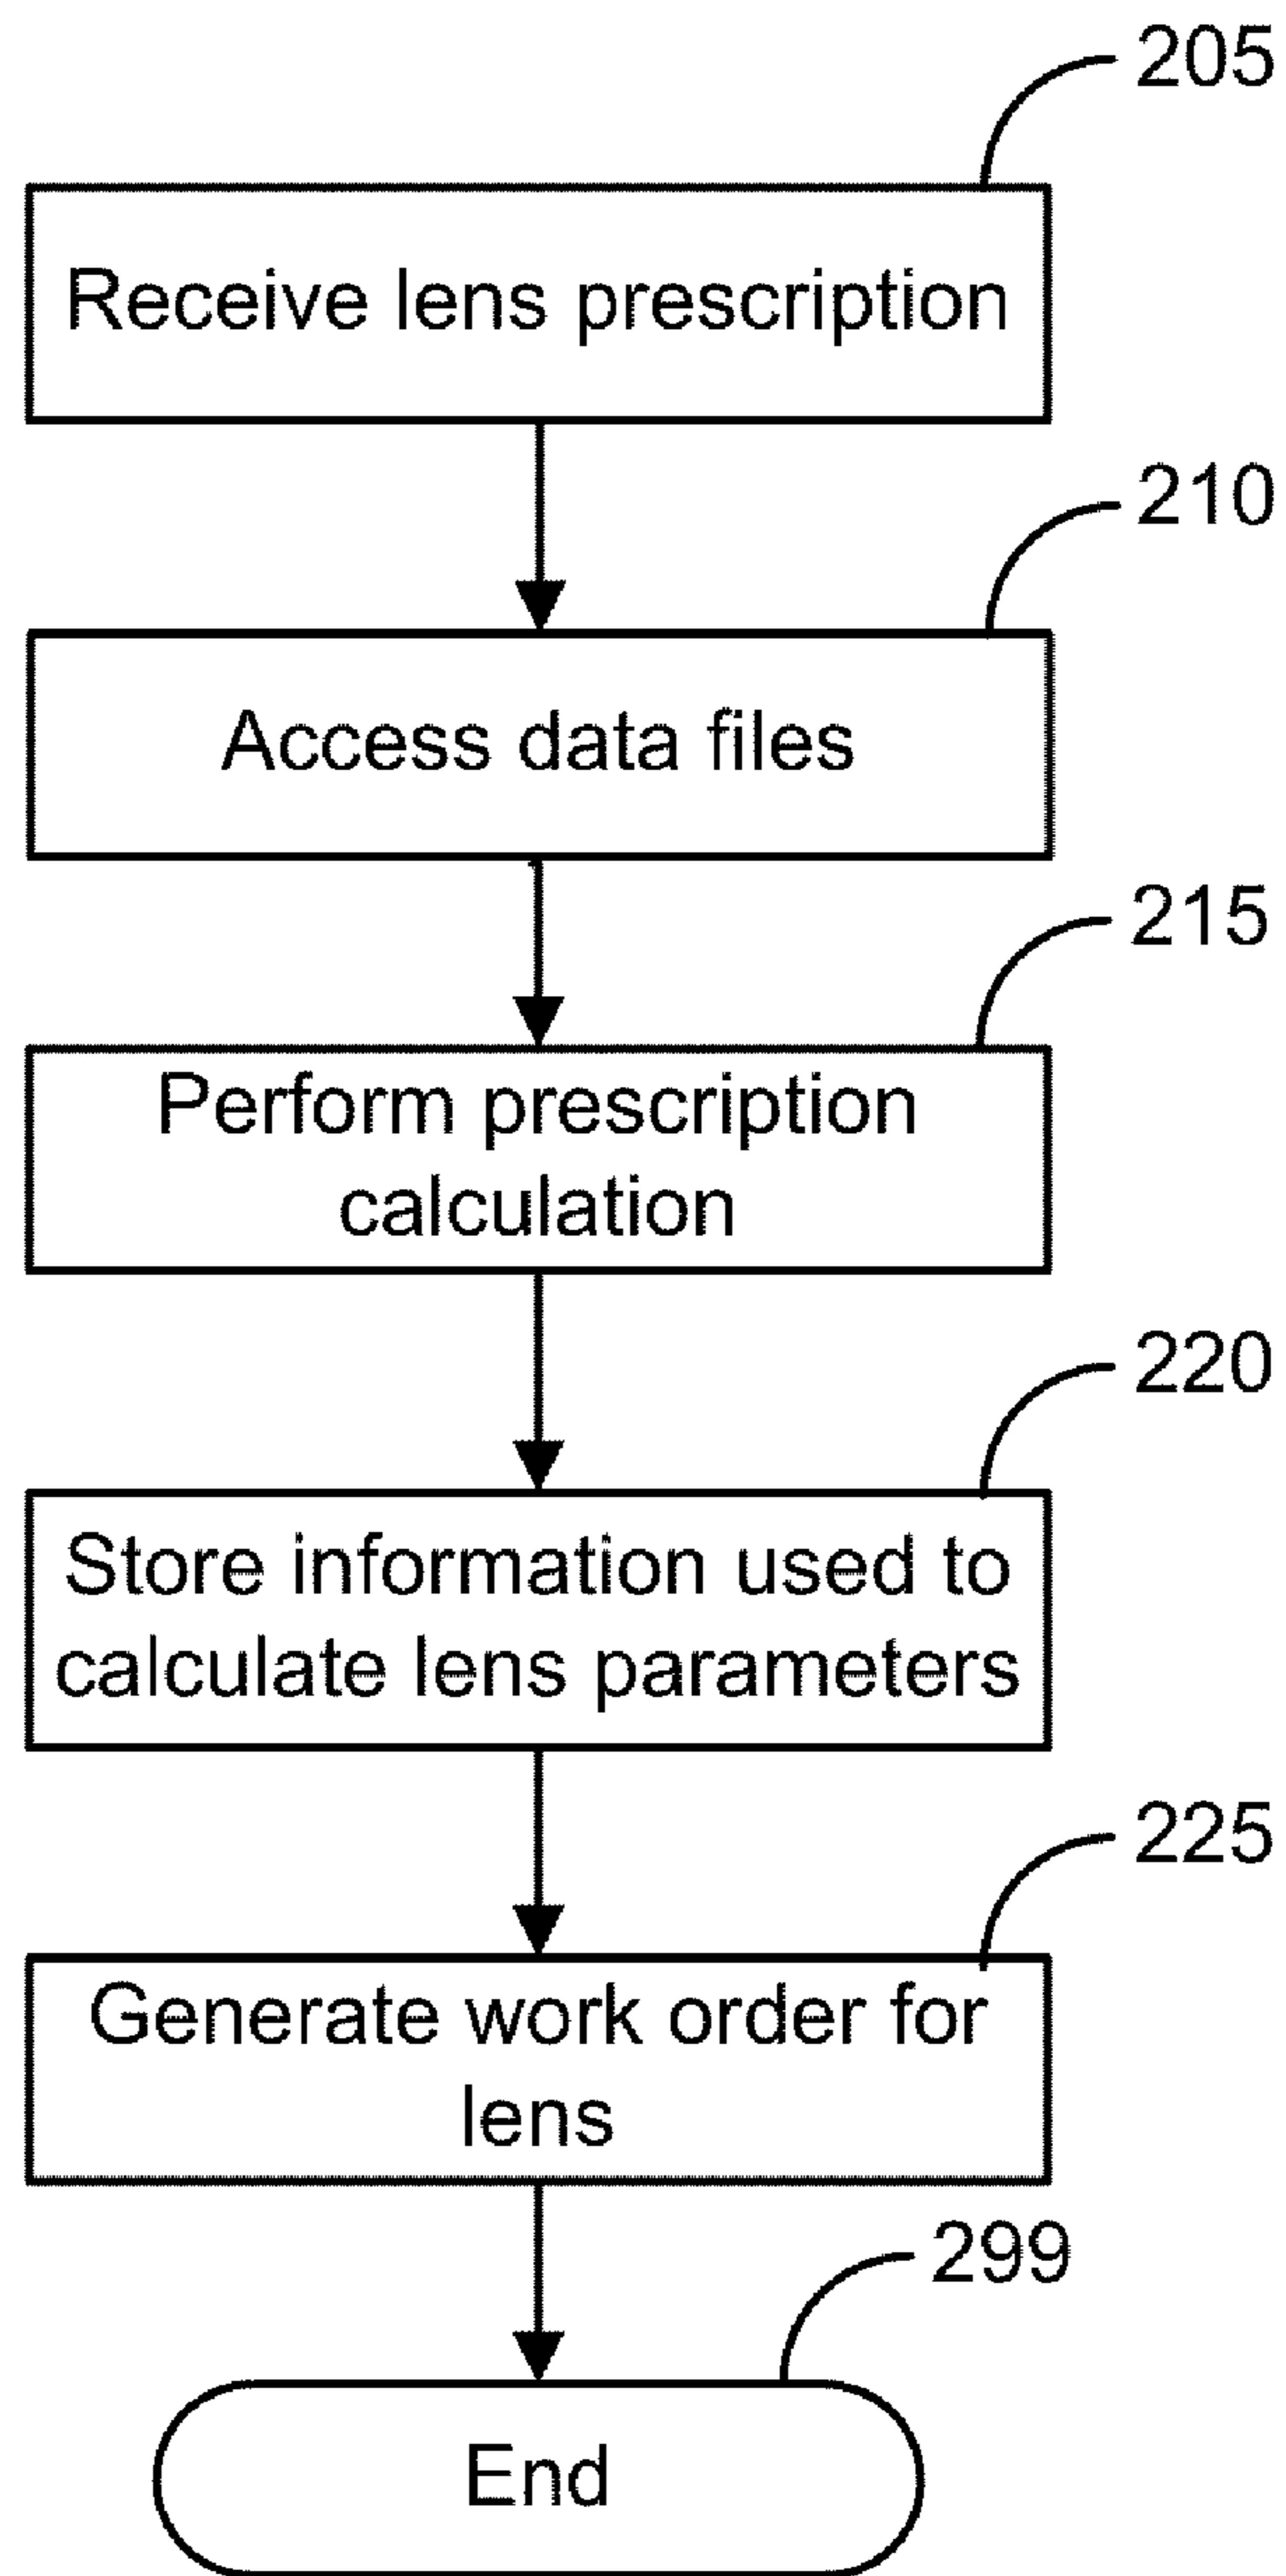 205
Receive lens prescription
210
Access data files
215
Perform prescription
calculation
220
Store information used to
calculate lens parameters
225
Generate work order for
lens
299
End